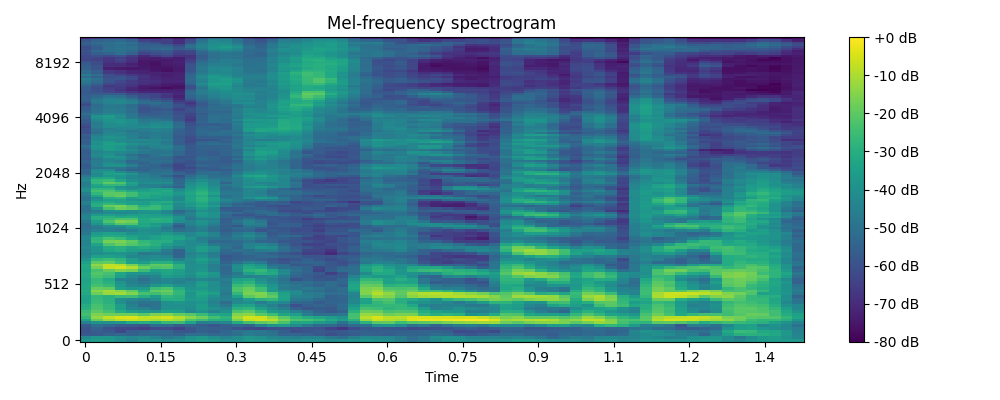 Mel-frequency spectrogram
Hz
8192
4096
2048
1024
512
0
0 0.15 0.3 0.45 0.6 0.75 0.9 1.1 1.2 1.4
Time
+0 dB
-10 dB
-20 dB
-30 dB
-40 dB
-50 dB
-60 dB
-70 dB
-80 dB